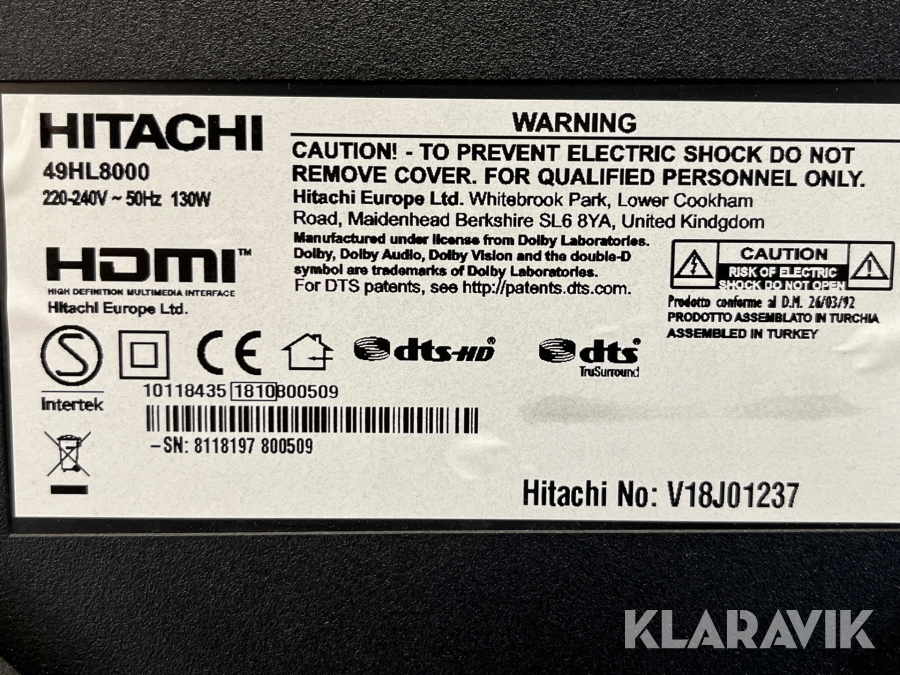 HITACHI
49HL8000
220-240V ~ 50Hz 130W
HDMI™
HIGH DEFINITION MULTIMEDIA INTERFACE
Hitachi Europe Ltd.
WARNING
CAUTION! - TO PREVENT ELECTRIC SHOCK DO NOT
REMOVE COVER. FOR QUALIFIED PERSONNEL ONLY.
Hitachi Europe Ltd. Whitebrook Park, Lower Cookham
Road, Maidenhead Berkshire SL6 8YA, United Kindgdom
Manufactured under license from Dolby Laboratories.
Dolby, Dolby Audio, Dolby Vision and the double-D
symbol are trademarks of Dolby Laboratories.
For DTS patents, see http://patents.dts.com.
CAUTION
RISK OF ELECTRIC
SHOCK DO NOT OPEN
Prodotto conforme al D.M. 26/03/92
PRODOTTO ASSEMBLATO IN TURCHIA
ASSEMBLED IN TURKEY
S
Intertek
CE
dts-HD®
dts®
TruSurround
10118435 1810 800509
-SN: 8118197 800509
Hitachi No: V18J01237
KLARAVIK